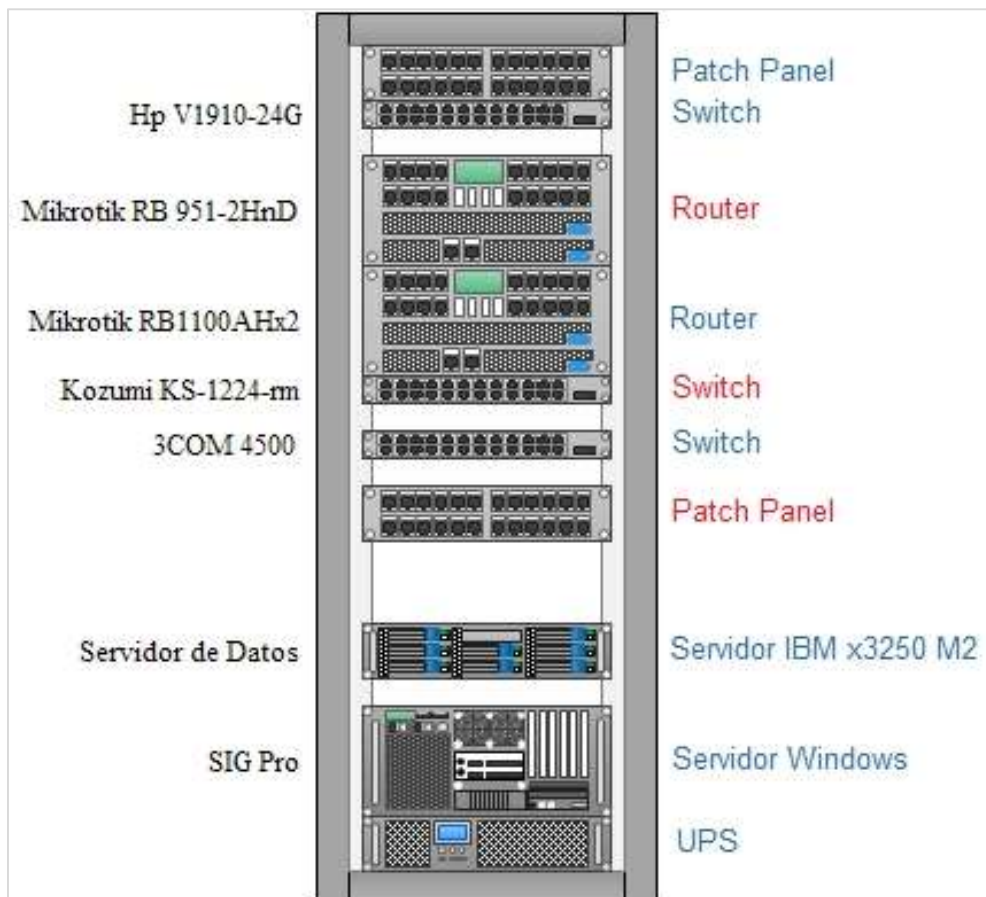 Patch Panel
Hp V1910-24G
Switch
Mikrotik RB 951-2HnD
Router
Mikrotik RB1100AHx2
Router
Kozumi KS-1224-rm
Switch
3COM 4500
Switch
Patch Panel
Servidor de Datos
Servidor IBM x3250 M2
SIG Pro
Servidor Windows
UPS